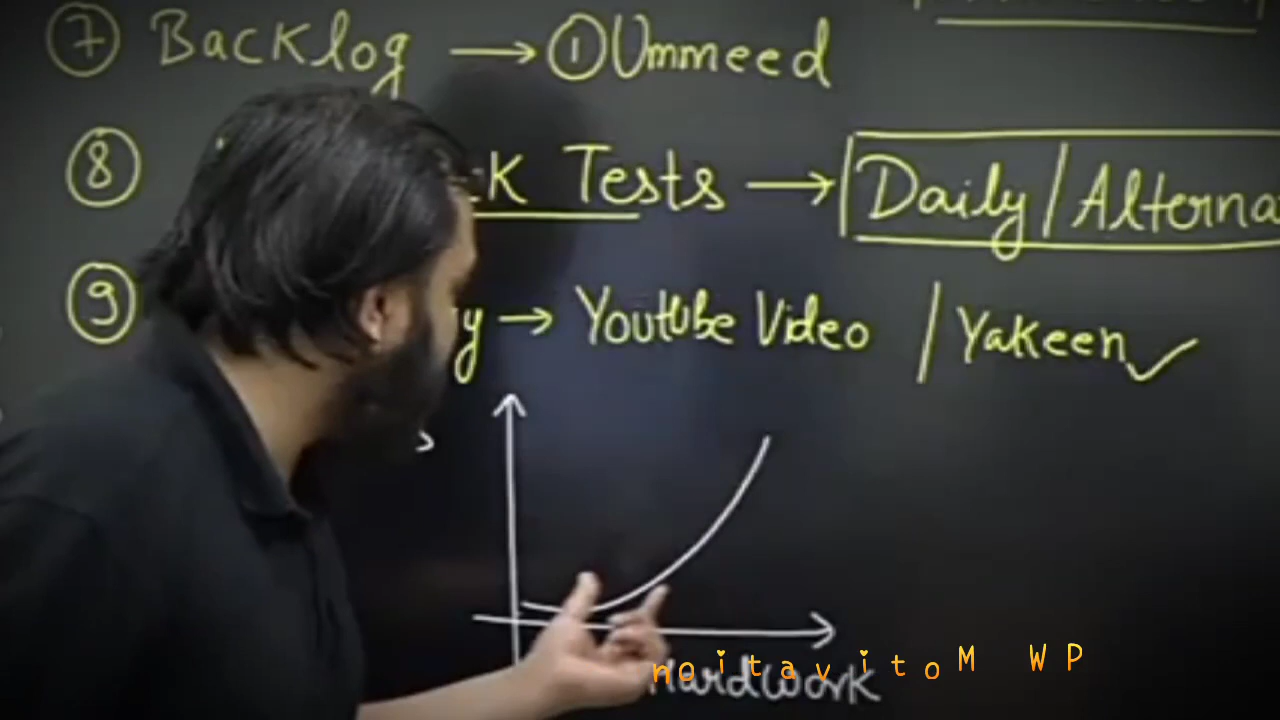 ⑦ Backlog → ① Ummeed
⑧ Tests → Daily / Alterna
⑨ → Youtube Video / Yakeen ✓
Hardwork
noitavitoM WP